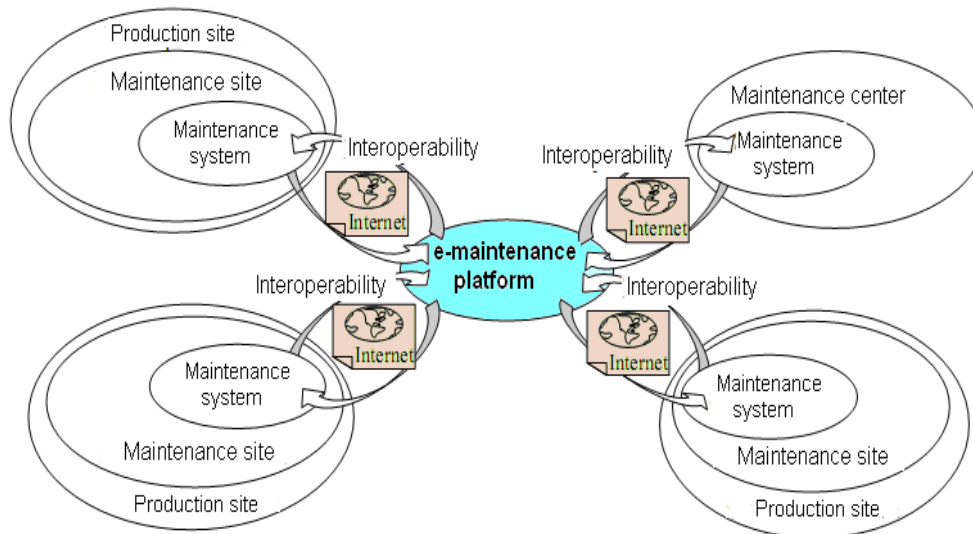 Production site
Maintenance site
Maintenance
system
Interoperability
Internet
Maintenance center
Maintenance
system
Interoperability
Internet
e-maintenance
platform
Interoperability
Internet
Maintenance
system
Maintenance site
Production site
Interoperability
Internet
Maintenance
system
Maintenance site
Production site